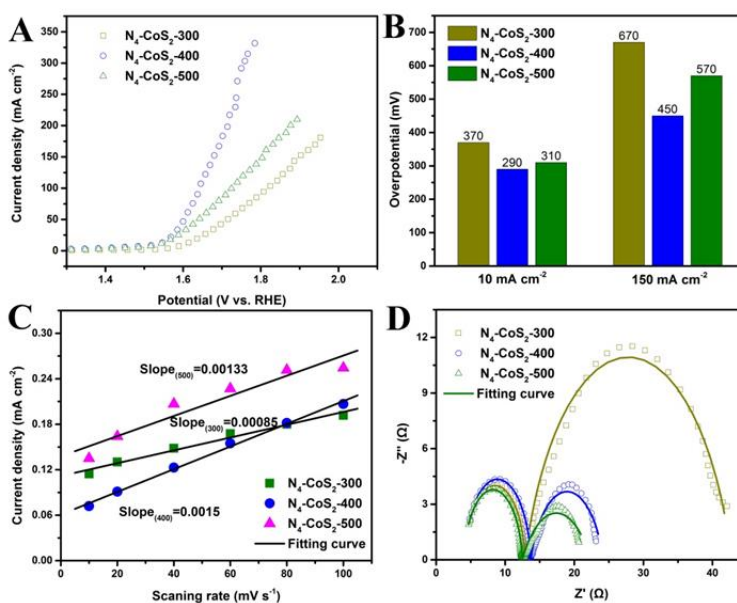 A
N₄-CoS₂-300
N₄-CoS₂-400
N₄-CoS₂-500
Current density (mA cm⁻²)
350
300
250
200
150
100
50
0
1.4 1.6 1.8 2.0
Potential (V vs. RHE)
B
N₄-CoS₂-300
N₄-CoS₂-400
N₄-CoS₂-500
Overpotential (mV)
700
600
500
400
300
200
100
0
370
290
310
670
450
570
10 mA cm⁻² 150 mA cm⁻²
C
Current density (mA cm⁻²)
0.30
0.24
0.18
0.12
0.06
0.00
Slope(500)=0.00133
Slope(300)=0.00085
Slope(400)=0.0015
N₄-CoS₂-300
N₄-CoS₂-400
N₄-CoS₂-500
Fitting curve
0 20 40 60 80 100
Scaning rate (mV s⁻¹)
D
N₄-CoS₂-300
N₄-CoS₂-400
N₄-CoS₂-500
Fitting curve
-Z'' (Ω)
12
9
6
3
0
0 10 20 30 40
Z' (Ω)